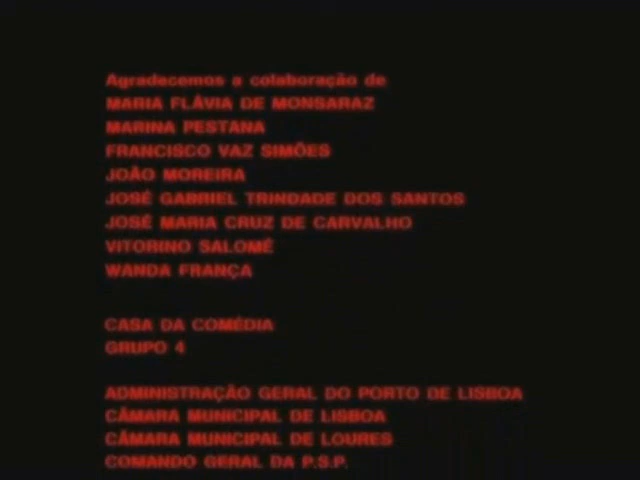 Agradecemos a colaboração de
MARIA FLÁVIA DE MONSARAZ
MARINA PESTANA
FRANCISCO VAZ SIMÕES
JOÃO MOREIRA
JOSÉ GABRIEL TRINDADE DOS SANTOS
JOSÉ MARIA CRUZ DE CARVALHO
VITORINO SALOMÉ
WANDA FRANÇA
CASA DA COMÉDIA
GRUPO 4
ADMINISTRAÇÃO GERAL DO PORTO DE LISBOA
CÂMARA MUNICIPAL DE LISBOA
CÂMARA MUNICIPAL DE LOURES
COMANDO GERAL DA P.S.P.